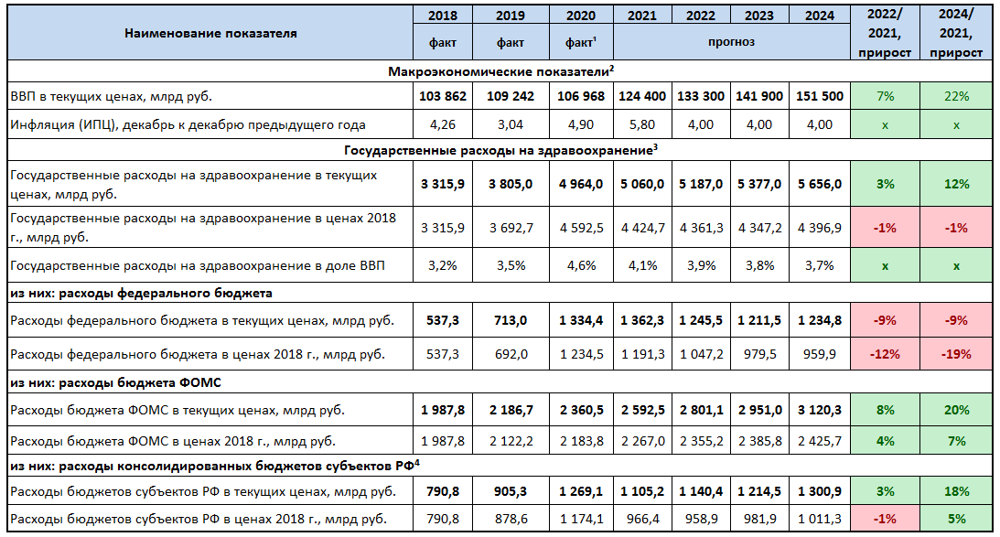 Наименование показателя 2018 2019 2020 2021 2022 2023 2024 2022/ 2021, прирост 2024/ 2021, прирост
факт факт факт¹ прогноз
Макроэкономические показатели²
ВВП в текущих ценах, млрд руб. 103 862 109 242 106 968 124 400 133 300 141 900 151 500 7% 22%
Инфляция (ИПЦ), декабрь к декабрю предыдущего года 4,26 3,04 4,90 5,80 4,00 4,00 4,00 х х
Государственные расходы на здравоохранение³
Государственные расходы на здравоохранение в текущих
ценах, млрд руб. 3 315,9 3 805,0 4 964,0 5 060,0 5 187,0 5 377,0 5 656,0 3% 12%
Государственные расходы на здравоохранение в ценах 2018
г., млрд руб. 3 315,9 3 692,7 4 592,5 4 424,7 4 361,3 4 347,2 4 396,9 -1% -1%
Государственные расходы на здравоохранение в доле ВВП 3,2% 3,5% 4,6% 4,1% 3,9% 3,8% 3,7% х х
из них: расходы федерального бюджета
Расходы федерального бюджета в текущих ценах, млрд руб. 537,3 713,0 1 334,4 1 362,3 1 245,5 1 211,5 1 234,8 -9% -9%
Расходы федерального бюджета в ценах 2018 г., млрд руб. 537,3 692,0 1 234,5 1 191,3 1 047,2 979,5 959,9 -12% -19%
из них: расходы бюджета ФОМС
Расходы бюджета ФОМС в текущих ценах, млрд руб. 1 987,8 2 186,7 2 360,5 2 592,5 2 801,1 2 951,0 3 120,3 8% 20%
Расходы бюджета ФОМС в ценах 2018 г., млрд руб. 1 987,8 2 122,2 2 183,8 2 267,0 2 355,2 2 385,8 2 425,7 4% 7%
из них: расходы консолидированных бюджетов субъектов РФ⁴
Расходы бюджетов субъектов РФ в текущих ценах, млрд руб. 790,8 905,3 1 269,1 1 105,2 1 140,4 1 214,5 1 300,9 3% 18%
Расходы бюджетов субъектов РФ в ценах 2018 г., млрд руб. 790,8 878,6 1 174,1 966,4 958,9 981,9 1 011,3 -1% 5%